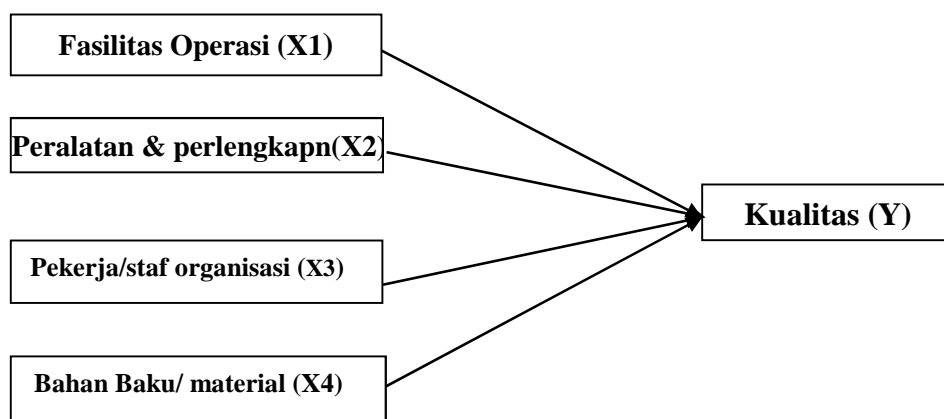 Fasilitas Operasi (X1)
Peralatan & perlengkapn(X2)
Kualitas (Y)
Pekerja/staf organisasi (X3)
Bahan Baku/ material (X4)